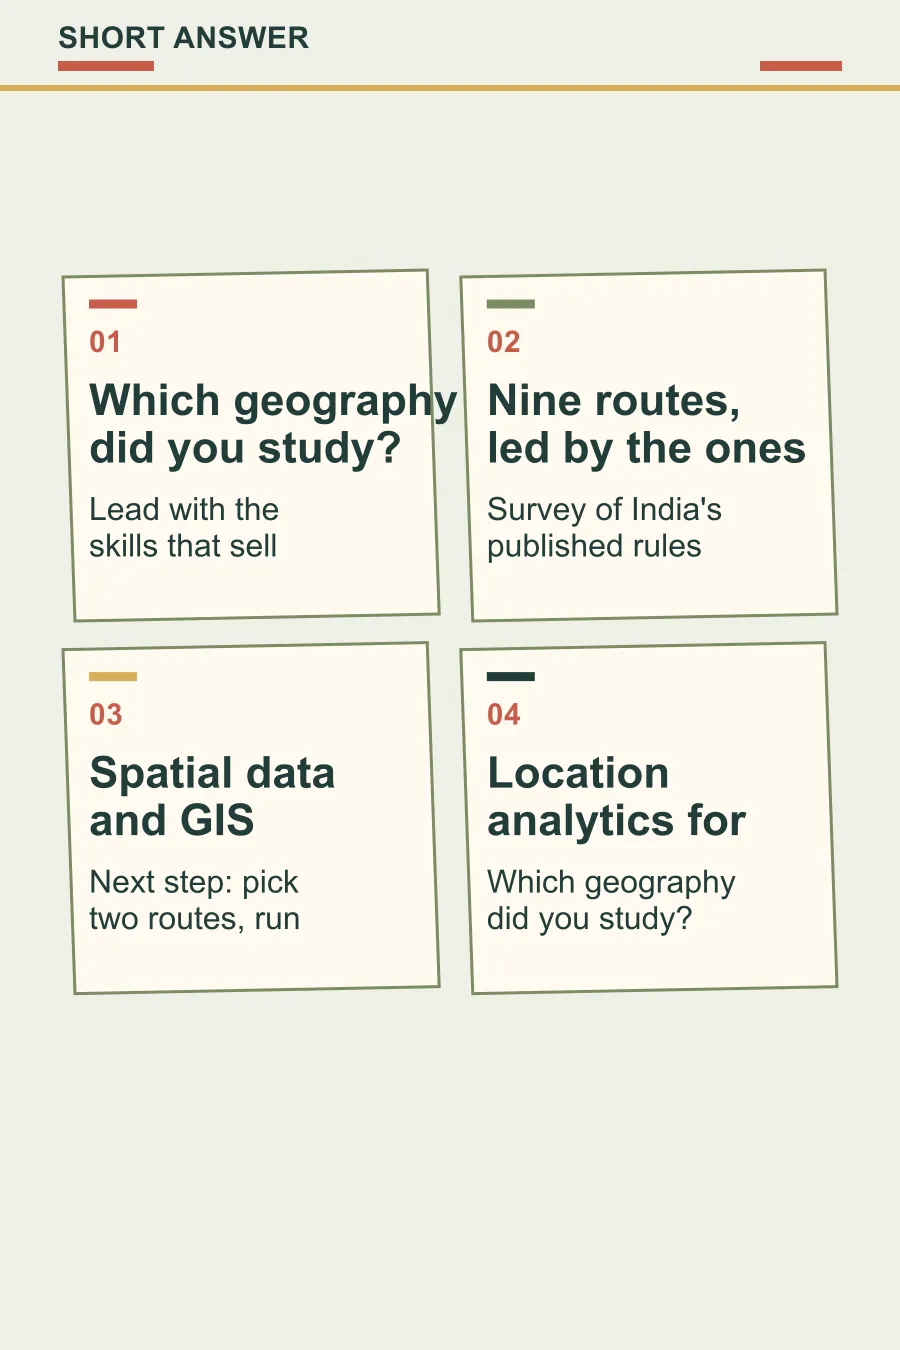 SHORT ANSWER
01
Which geography
did you study?
Lead with the
skills that sell
02
Nine routes,
led by the ones
Survey of India's
published rules
03
Spatial data
and GIS
Next step: pick
two routes, run
04
Location
analytics for
Which geography
did you study?